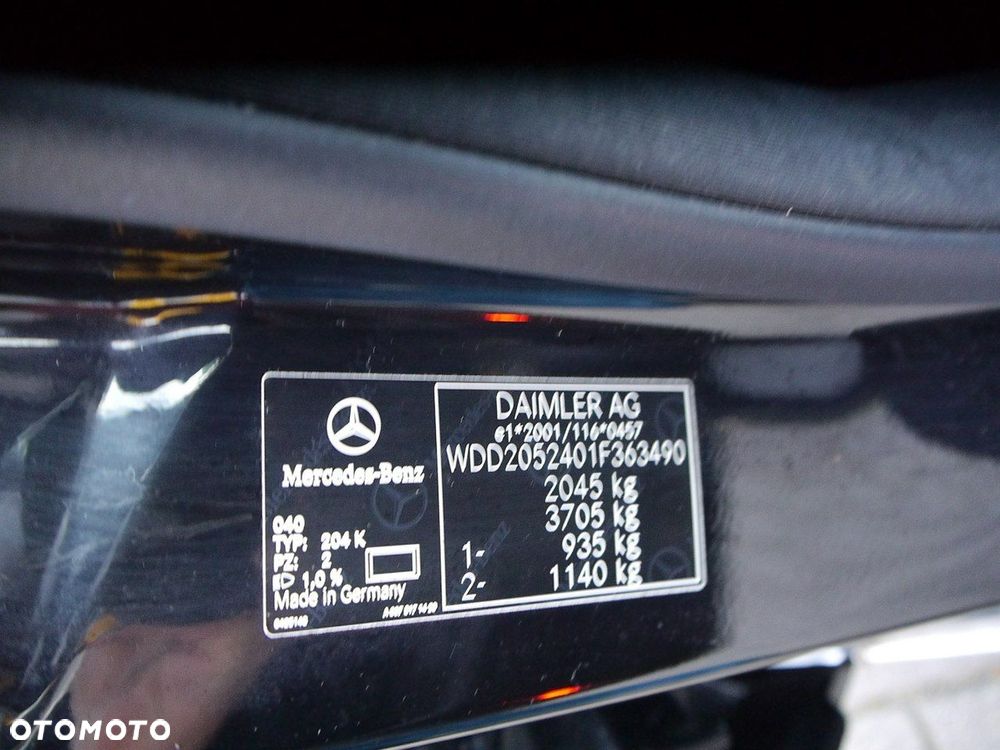 Mercedes-Benz
040
TYP: 204 K
PZ: 2
1,0 %
Made in Germany
DAIMLER AG
e1*2001/116*0457
WDD2052401F363490
2045 kg
3705 kg
1- 935 kg
2- 1140 kg
OTOMOTO